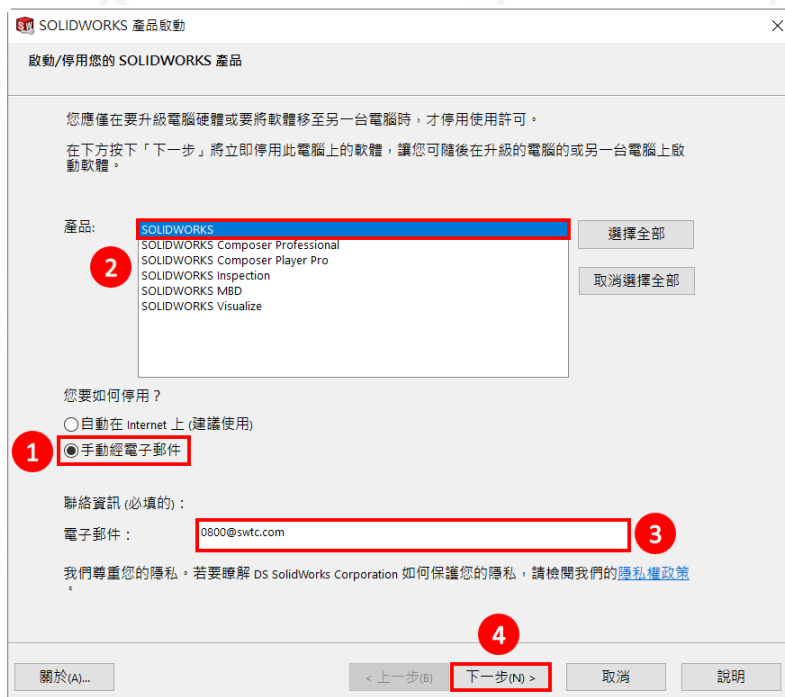 SOLIDWORKS 產品啟動
啟動/停用您的 SOLIDWORKS 產品
您應僅在要升級電腦硬體或要將軟體移至另一台電腦時，才停用使用許可。
在下方按下「下一步」將立即停用此電腦上的軟體，讓您可隨後在升級的電腦的或另一台電腦上啟
動軟體。
產品:
SOLIDWORKS
SOLIDWORKS Composer Professional
SOLIDWORKS Composer Player Pro
SOLIDWORKS Inspection
SOLIDWORKS MBD
SOLIDWORKS Visualize
選擇全部
取消選擇全部
2
您要如何停用？
自動在 Internet 上 (建議使用)
1
手動經電子郵件
聯絡資訊 (必填的)：
電子郵件：
0800@swtc.com
3
我們尊重您的隱私。若要瞭解 DS SolidWorks Corporation 如何保護您的隱私，請檢閱我們的隱私權政策
。
4
關於(A)...
< 上一步(B)
下一步(N) >
取消
說明